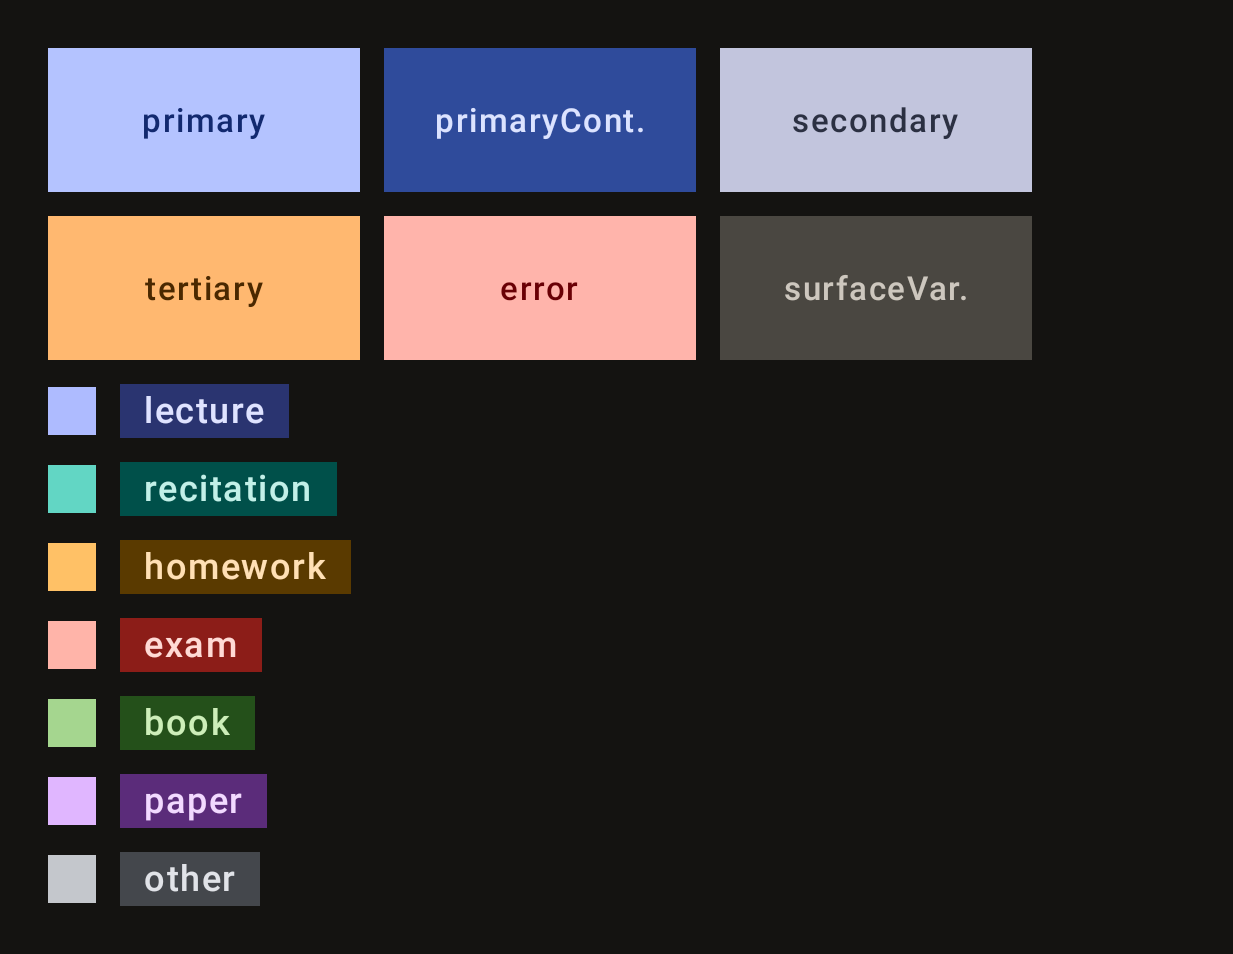 primary primaryCont. secondary
tertiary error surfaceVar.
lecture
recitation
homework
exam
book
paper
other